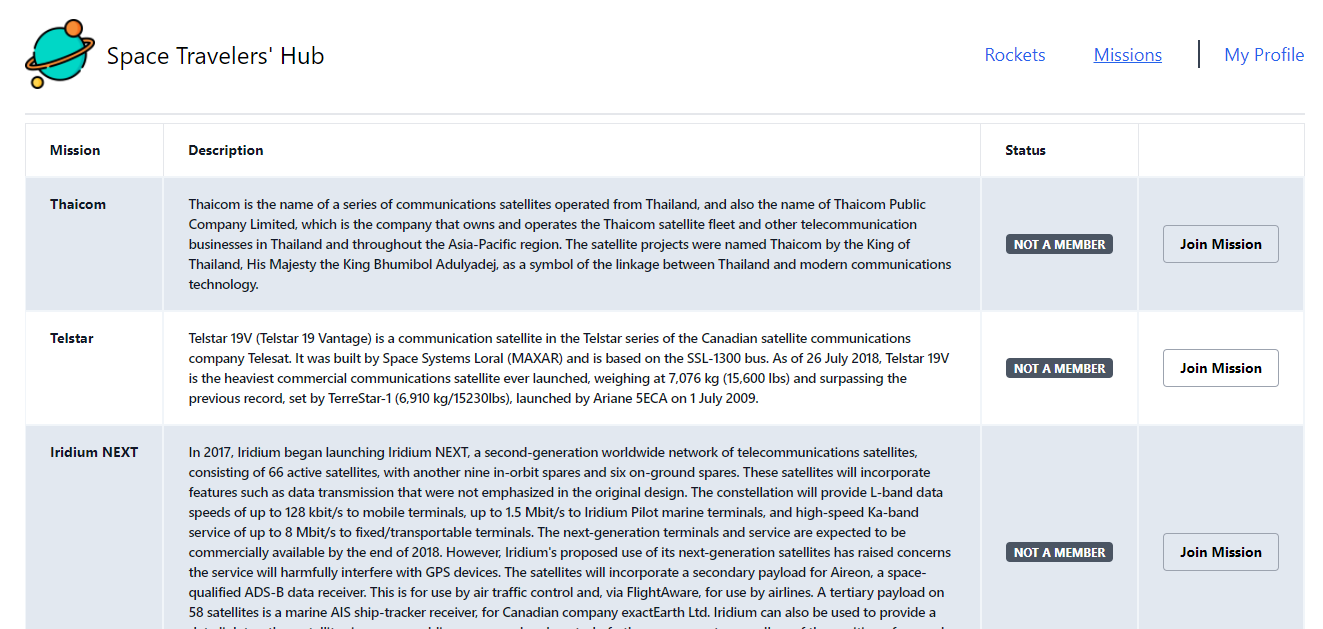 Space Travelers' Hub
Rockets Missions My Profile
Mission Description Status
Thaicom
Thaicom is the name of a series of communications satellites operated from Thailand, and also the name of Thaicom Public
Company Limited, which is the company that owns and operates the Thaicom satellite fleet and other telecommunication
businesses in Thailand and throughout the Asia-Pacific region. The satellite projects were named Thaicom by the King of
Thailand, His Majesty the King Bhumibol Adulyadej, as a symbol of the linkage between Thailand and modern communications
technology.
NOT A MEMBER
Join Mission
Telstar
Telstar 19V (Telstar 19 Vantage) is a communication satellite in the Telstar series of the Canadian satellite communications
company Telesat. It was built by Space Systems Loral (MAXAR) and is based on the SSL-1300 bus. As of 26 July 2018, Telstar 19V
is the heaviest commercial communications satellite ever launched, weighing at 7,076 kg (15,600 lbs) and surpassing the
previous record, set by TerreStar-1 (6,910 kg/15230lbs), launched by Ariane 5ECA on 1 July 2009.
NOT A MEMBER
Join Mission
Iridium NEXT
In 2017, Iridium began launching Iridium NEXT, a second-generation worldwide network of telecommunications satellites,
consisting of 66 active satellites, with another nine in-orbit spares and six on-ground spares. These satellites will incorporate
features such as data transmission that were not emphasized in the original design. The constellation will provide L-band data
speeds of up to 128 kbit/s to mobile terminals, up to 1.5 Mbit/s to Iridium Pilot marine terminals, and high-speed Ka-band
service of up to 8 Mbit/s to fixed/transportable terminals. The next-generation terminals and service are expected to be
commercially available by the end of 2018. However, Iridium's proposed use of its next-generation satellites has raised concerns
the service will harmfully interfere with GPS devices. The satellites will incorporate a secondary payload for Aireon, a space-
qualified ADS-B data receiver. This is for use by air traffic control and, via FlightAware, for use by airlines. A tertiary payload on
58 satellites is a marine AIS ship-tracker receiver, for Canadian company exactEarth Ltd. Iridium can also be used to provide a
NOT A MEMBER
Join Mission